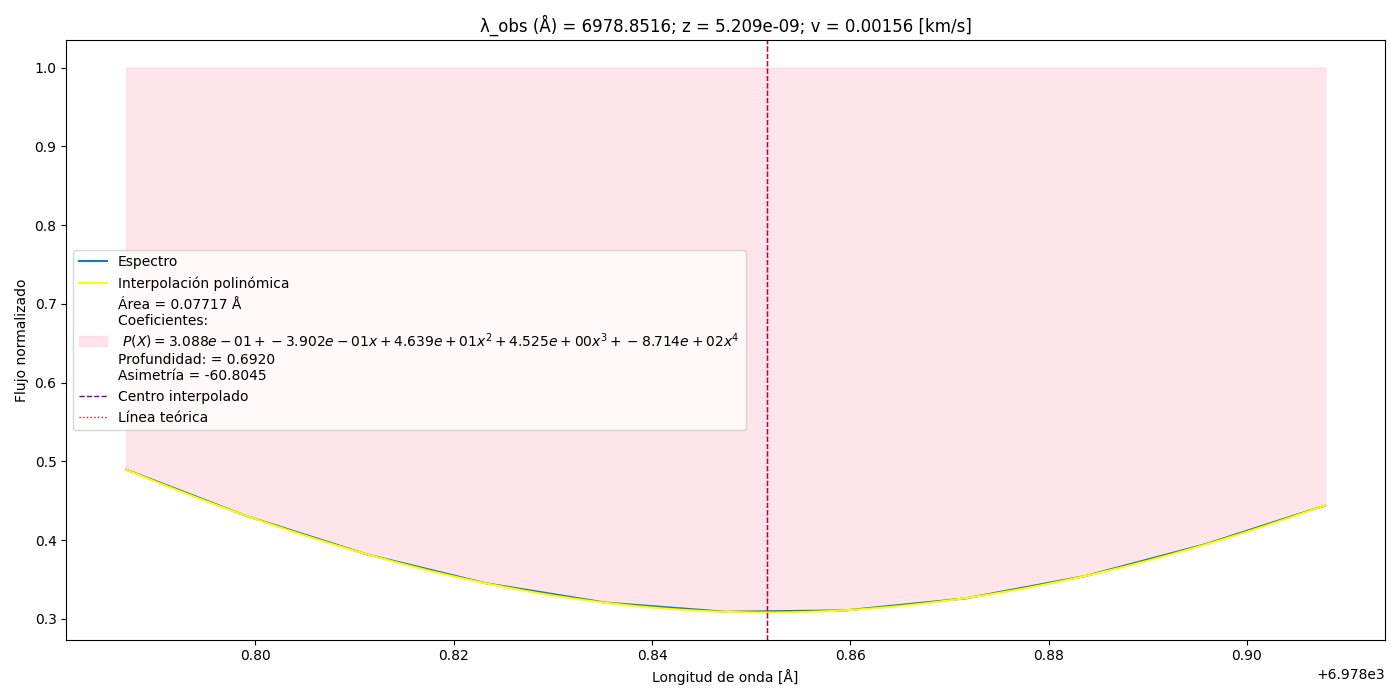 λ_obs (Å) = 6978.8516; z = 5.209e-09; v = 0.00156 [km/s]
1.0
0.9
0.8
0.7
0.6
0.5
0.4
0.3
Flujo normalizado
Espectro
Interpolación polinómica
Área = 0.07717 Å
Coeficientes:
P(X) = 3.088e − 01 + −3.902e − 01x + 4.639e + 01x² + 4.525e + 00x³ + −8.714e + 02x⁴
Profundidad: = 0.6920
Asimetría = -60.8045
Centro interpolado
Línea teórica
0.80 0.82 0.84 0.86 0.88 0.90
+6.978e3
Longitud de onda [Å]